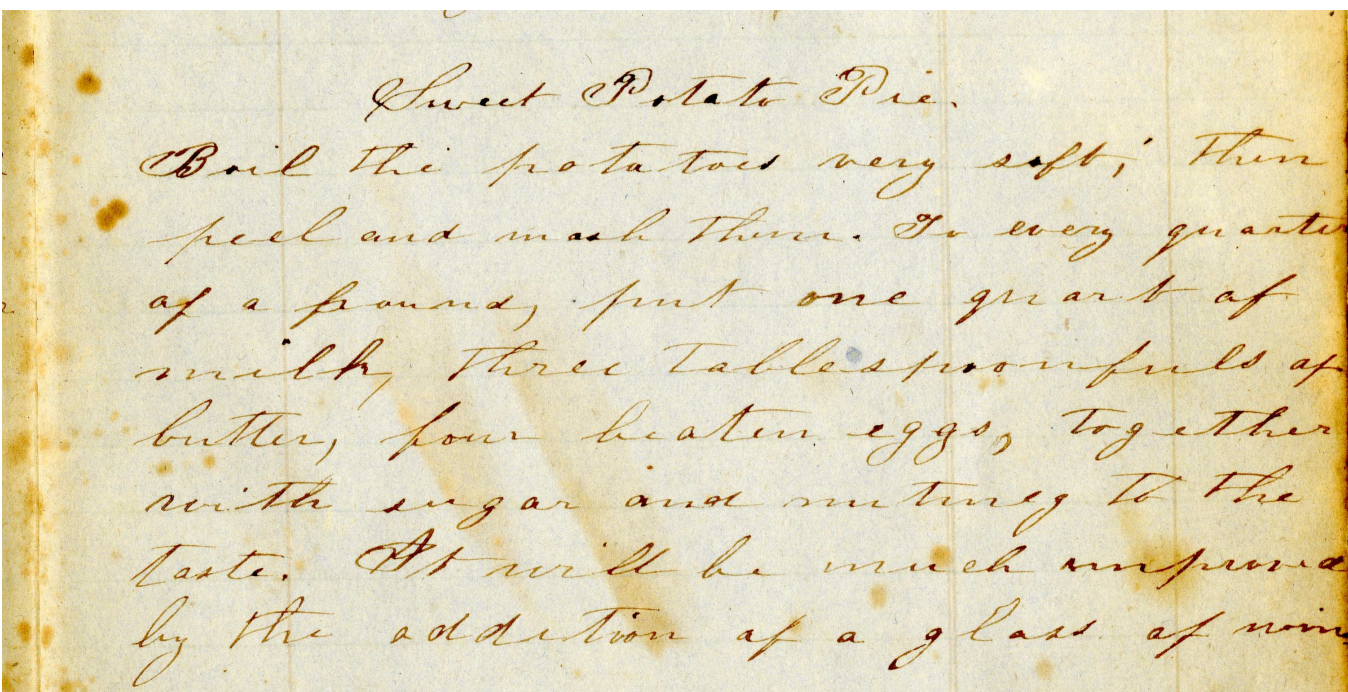 Sweet Potato Pie.
Boil the potatoes very soft; then
peel and mash them. To every quarter
of a pound, put one quart of
milk, three tablespoonfuls of
butter, four beaten eggs, together
with sugar and nutmeg to the
taste. It will be much improved
by the addition of a glass of wine